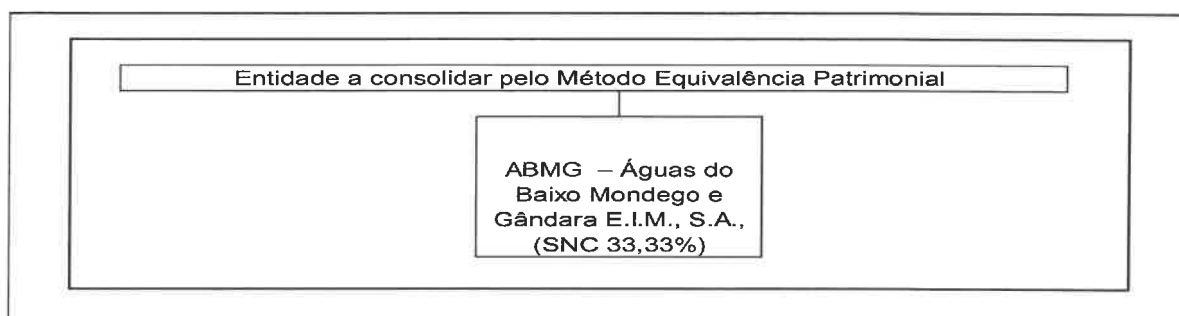 Entidade a consolidar pelo Método Equivalência Patrimonial
ABMG – Águas do
Baixo Mondego e
Gândara E.I.M., S.A.,
(SNC 33,33%)